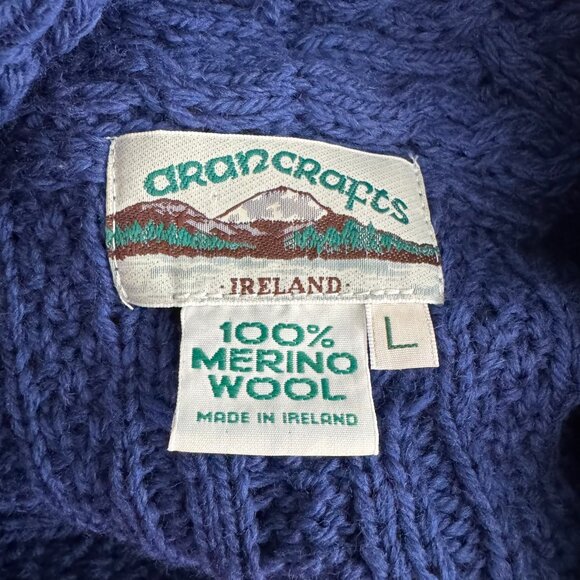 arancrafts
·IRELAND·
L
100%
MERINO
WOOL
MADE IN IRELAND